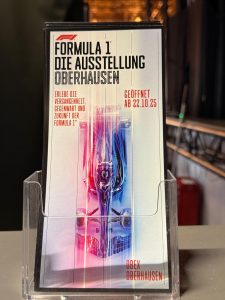 F1
FORMULA 1®
DIE AUSSTELLUNG
OBERHAUSEN
ERLEBE DIE
VERGANGENHEIT,
GEGENWART UND
ZUKUNFT DER
FORMULA 1®
GEÖFFNET
AB 22.10.25
OBEX
OBERHAUSEN